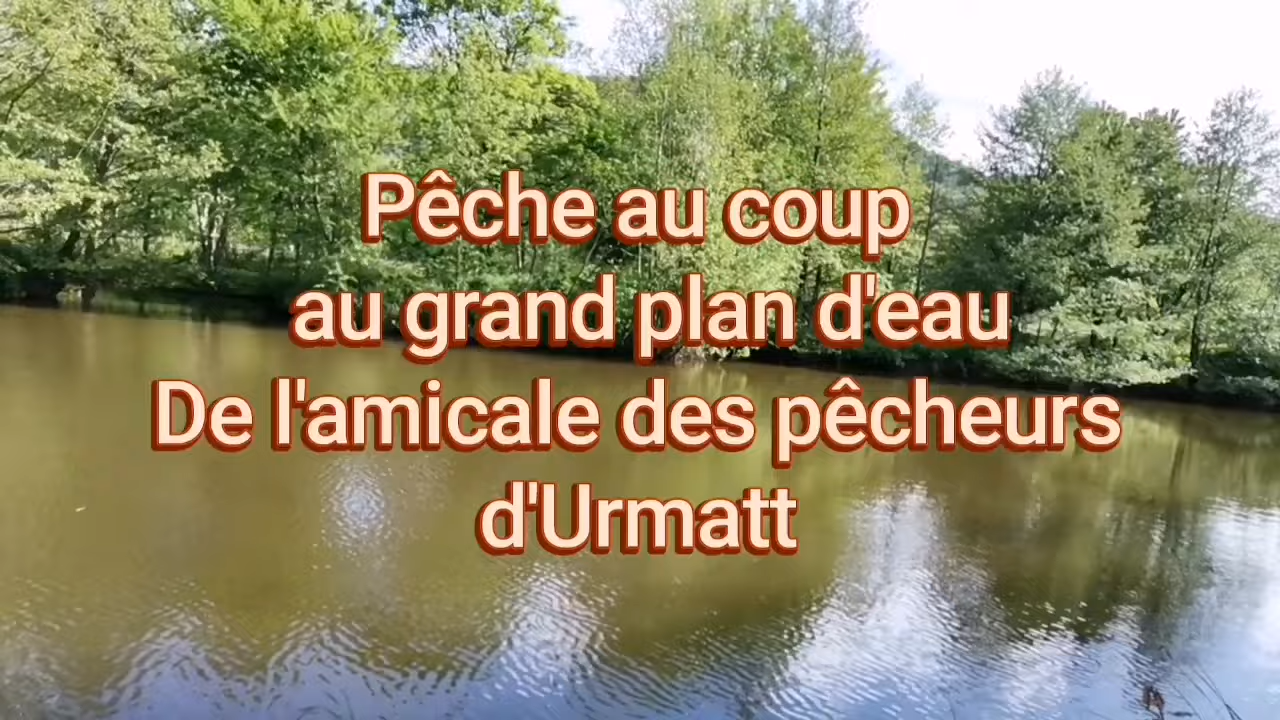 Pêche au coup
au grand plan d'eau
De l'amicale des pêcheurs
d'Urmatt